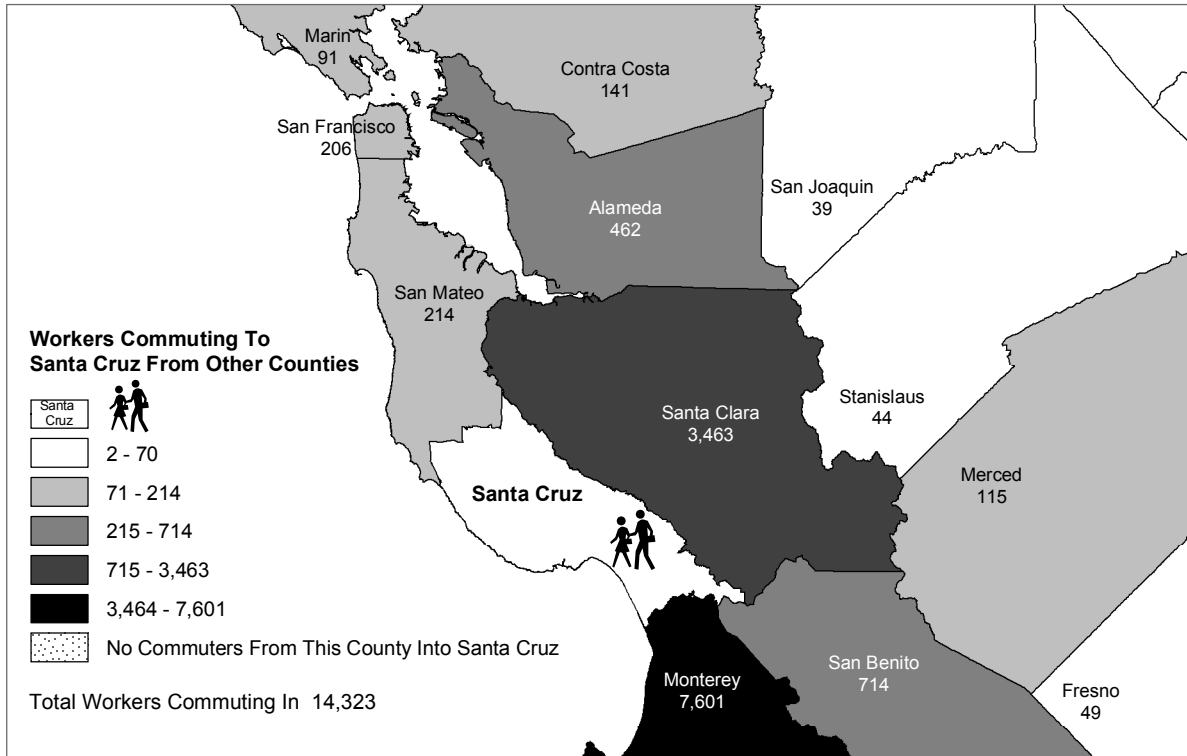 Marin
91
Contra Costa
141
San Francisco
206
San Joaquin
39
Alameda
462
San Mateo
214
Workers Commuting To
Santa Cruz From Other Counties
Santa
Cruz
2 - 70
71 - 214
215 - 714
715 - 3,463
3,464 - 7,601
No Commuters From This County Into Santa Cruz
Total Workers Commuting In 14,323
Santa Clara
3,463
Stanislaus
44
Merced
115
Santa Cruz
Monterey
7,601
San Benito
714
Fresno
49